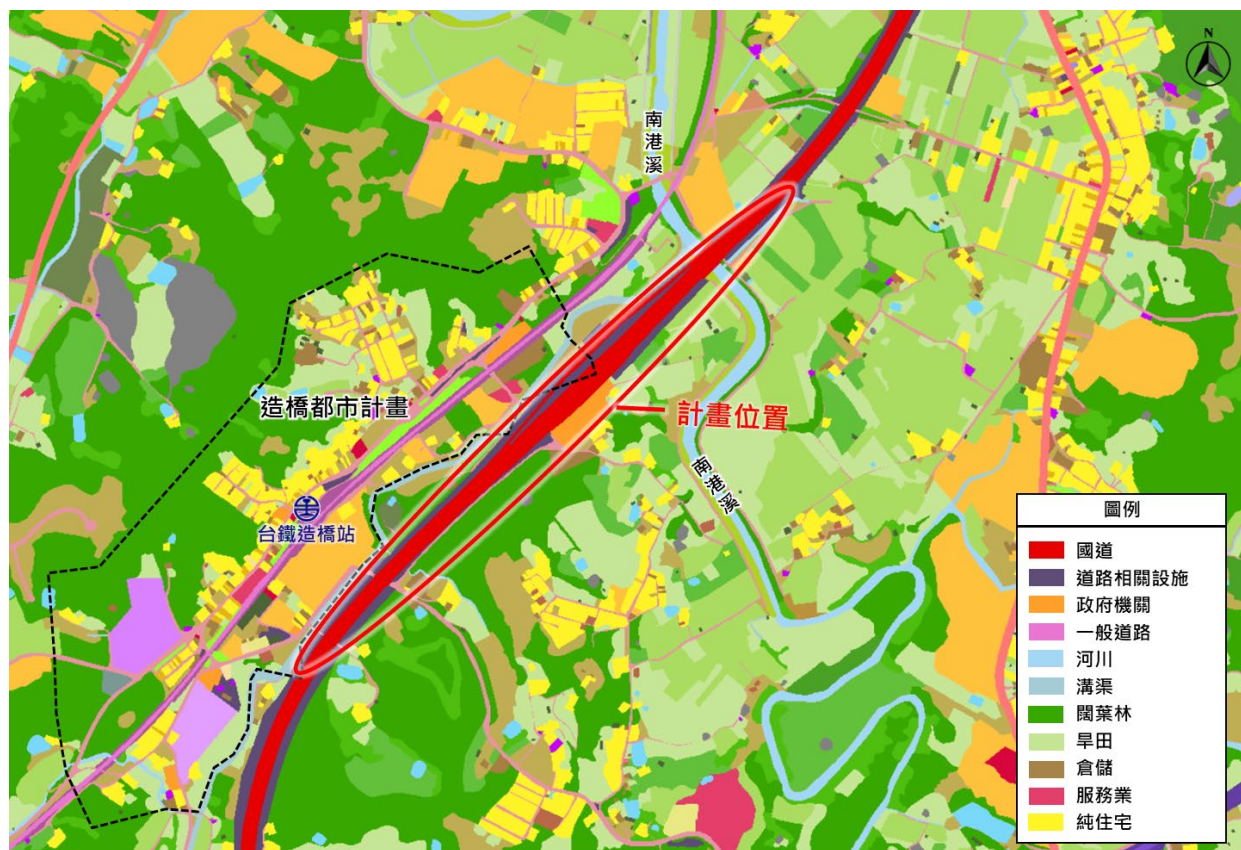 N
南港溪
造橋都市計畫
計畫位置
南港溪
台鐵造橋站
圖例
國道
道路相關設施
政府機關
一般道路
河川
溝渠
闊葉林
旱田
倉儲
服務業
純住宅